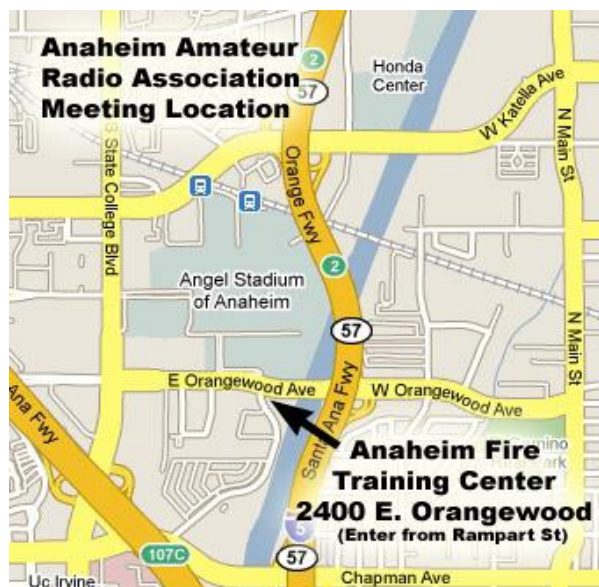 Anaheim Amateur
Radio Association
Meeting Location
2
57
Honda
Center
W Katella Ave
N Main St
S State College Blvd
Orange Fwy
2
Angel Stadium
of Anaheim
57
N Main St
E Orangewood Ave
W Orangewood Ave
Ana Fwy
Santa Ana Fwy
Anaheim Fire
Training Center
2400 E. Orangewood
(Enter from Rampart St)
5
107C
57
Chapman Ave
Uc Irvine